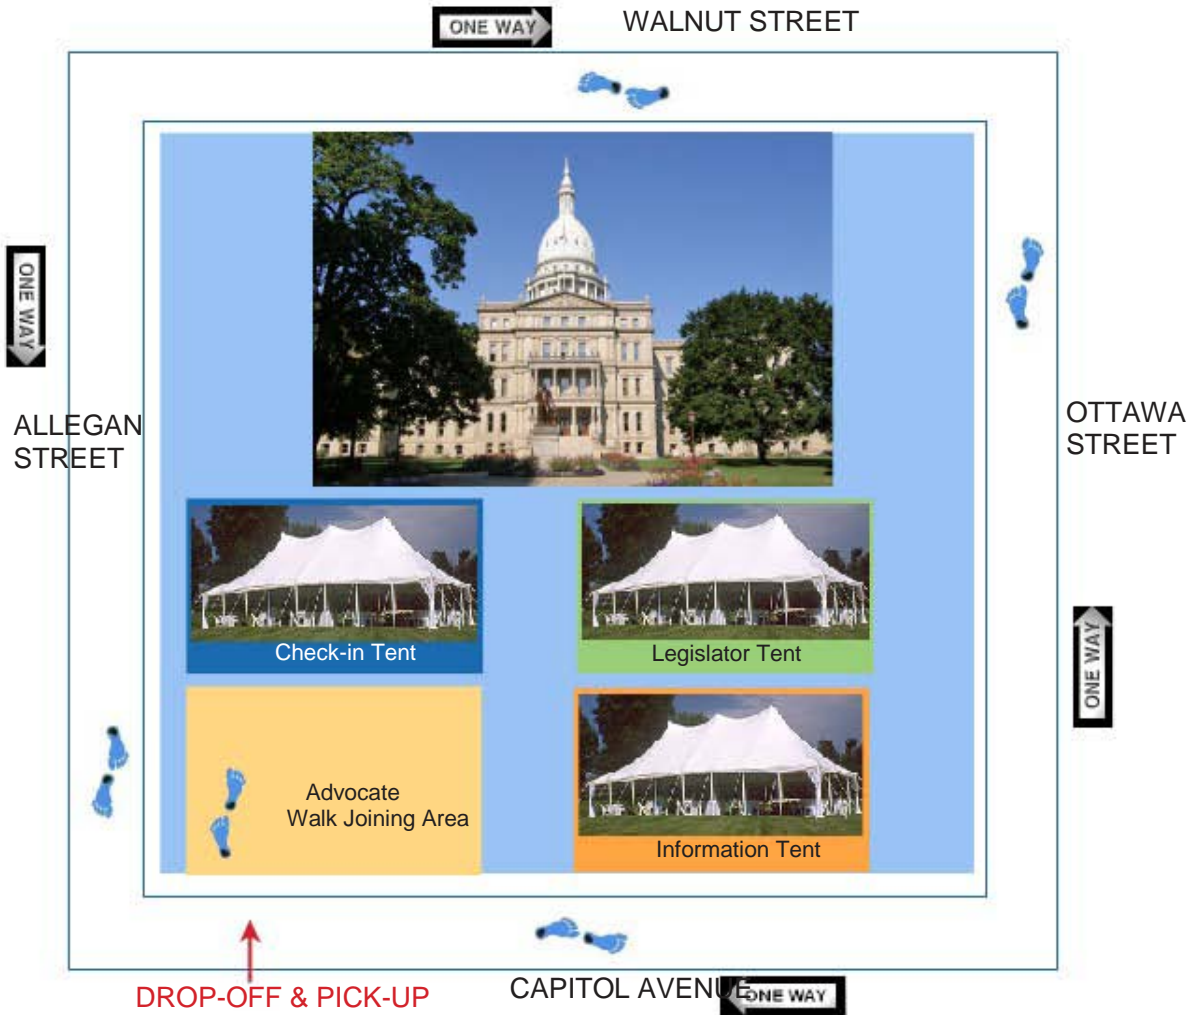 ONE WAY
WALNUT STREET
ONE WAY
ALLEGAN
STREET
OTTAWA
STREET
Check-in Tent
Legislator Tent
ONE WAY
Advocate
Walk Joining Area
Information Tent
DROP-OFF & PICK-UP
CAPITOL AVENUE
ONE WAY